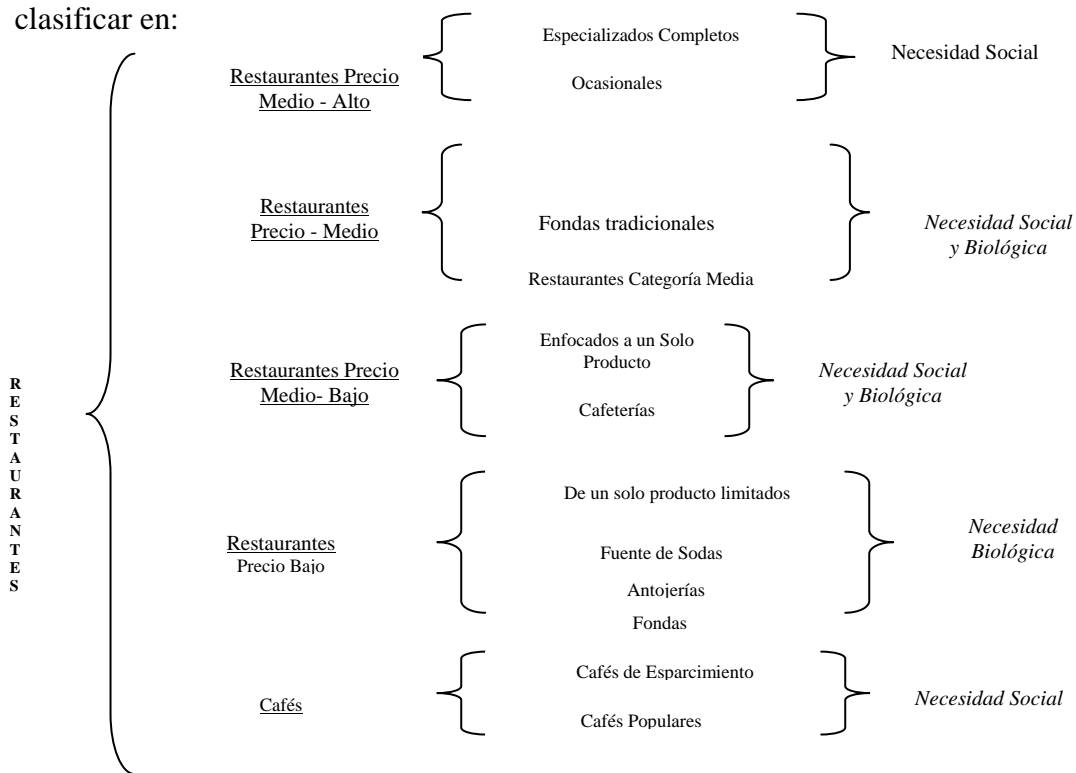 clasificar en:
RESTAURANTES
Restaurantes Precio
Medio - Alto
Especializados Completos
Ocasionales
Necesidad Social
Restaurantes
Precio - Medio
Fondas tradicionales
Restaurantes Categoría Media
Necesidad Social
y Biológica
Restaurantes Precio
Medio- Bajo
Enfocados a un Solo
Producto
Cafeterías
Necesidad Social
y Biológica
Restaurantes
Precio Bajo
De un solo producto limitados
Fuente de Sodas
Antojerías
Fondas
Necesidad
Biológica
Cafés
Cafés de Esparcimiento
Cafés Populares
Necesidad Social